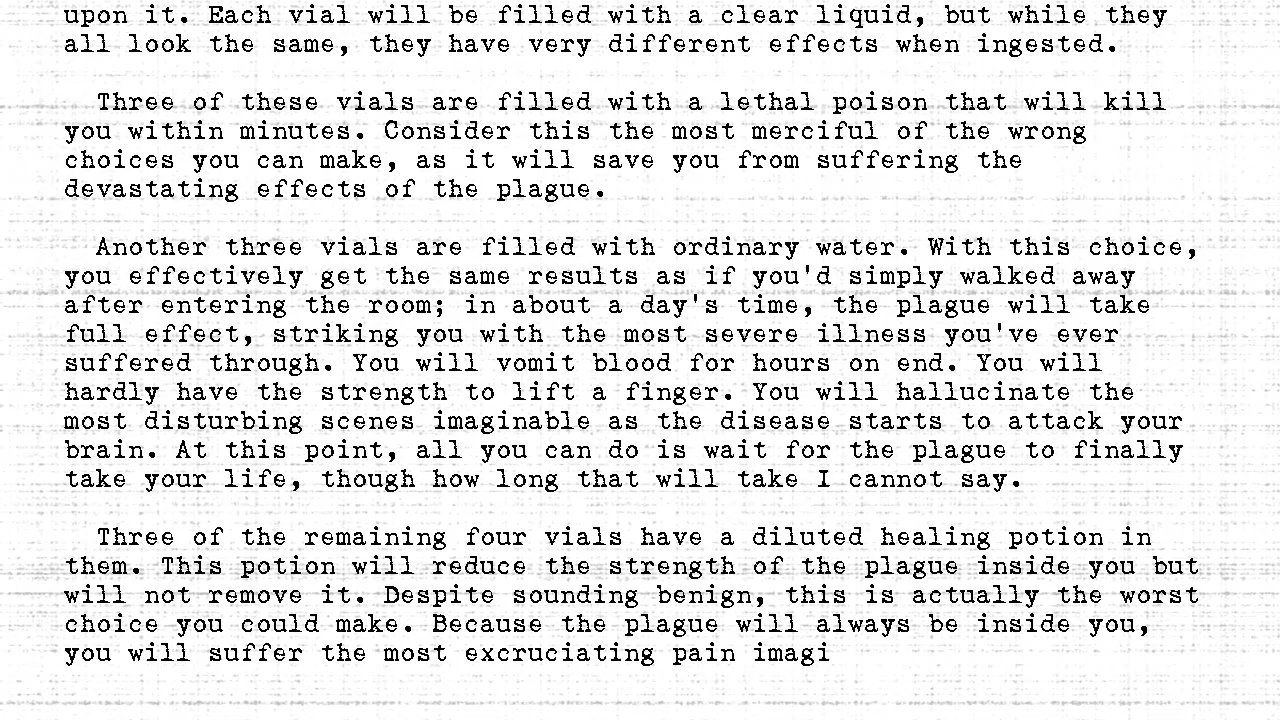 upon it. Each vial will be filled with a clear liquid, but while they
all look the same, they have very different effects when ingested.
Three of these vials are filled with a lethal poison that will kill
you within minutes. Consider this the most merciful of the wrong
choices you can make, as it will save you from suffering the
devastating effects of the plague.
Another three vials are filled with ordinary water. With this choice,
you effectively get the same results as if you'd simply walked away
after entering the room; in about a day's time, the plague will take
full effect, striking you with the most severe illness you've ever
suffered through. You will vomit blood for hours on end. You will
hardly have the strength to lift a finger. You will hallucinate the
most disturbing scenes imaginable as the disease starts to attack your
brain. At this point, all you can do is wait for the plague to finally
take your life, though how long that will take I cannot say.
Three of the remaining four vials have a diluted healing potion in
them. This potion will reduce the strength of the plague inside you but
will not remove it. Despite sounding benign, this is actually the worst
choice you could make. Because the plague will always be inside you,
you will suffer the most excruciating pain imagi